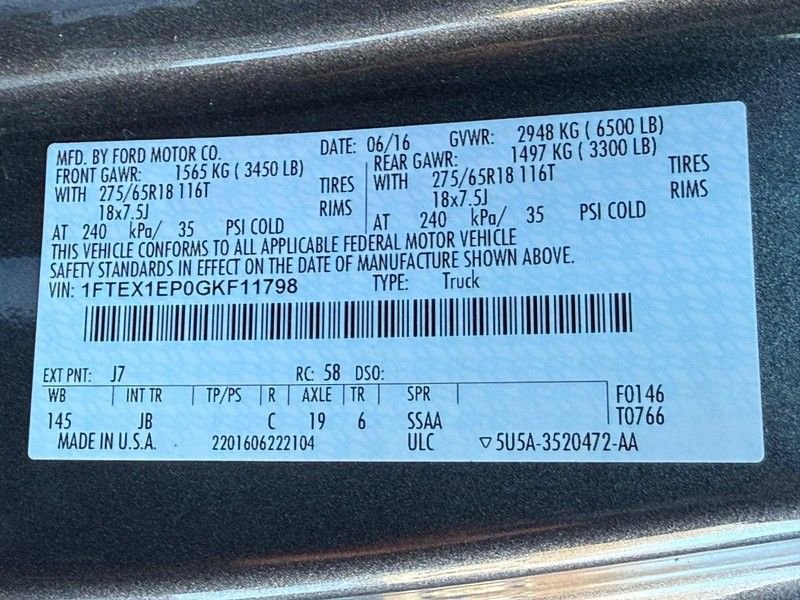 MFD. BY FORD MOTOR CO. DATE: 06/16 GVWR: 2948 KG ( 6500 LB)
FRONT GAWR: 1565 KG ( 3450 LB) REAR GAWR: 1497 KG ( 3300 LB)
WITH 275/65R18 116T TIRES WITH 275/65R18 116T TIRES
18x7.5J RIMS 18x7.5J RIMS
AT 240 kPa/ 35 PSI COLD AT 240 kPa/ 35 PSI COLD
THIS VEHICLE CONFORMS TO ALL APPLICABLE FEDERAL MOTOR VEHICLE
SAFETY STANDARDS IN EFFECT ON THE DATE OF MANUFACTURE SHOWN ABOVE.
VIN: 1FTEX1EP0GKF11798 TYPE: Truck
EXT PNT: J7 RC: 58 DSO:
WB INT TR TP/PS R AXLE TR SPR F0146
145 JB C 19 6 SSAA T0766
MADE IN U.S.A. 2201606222104 ULC ▽5U5A-3520472-AA